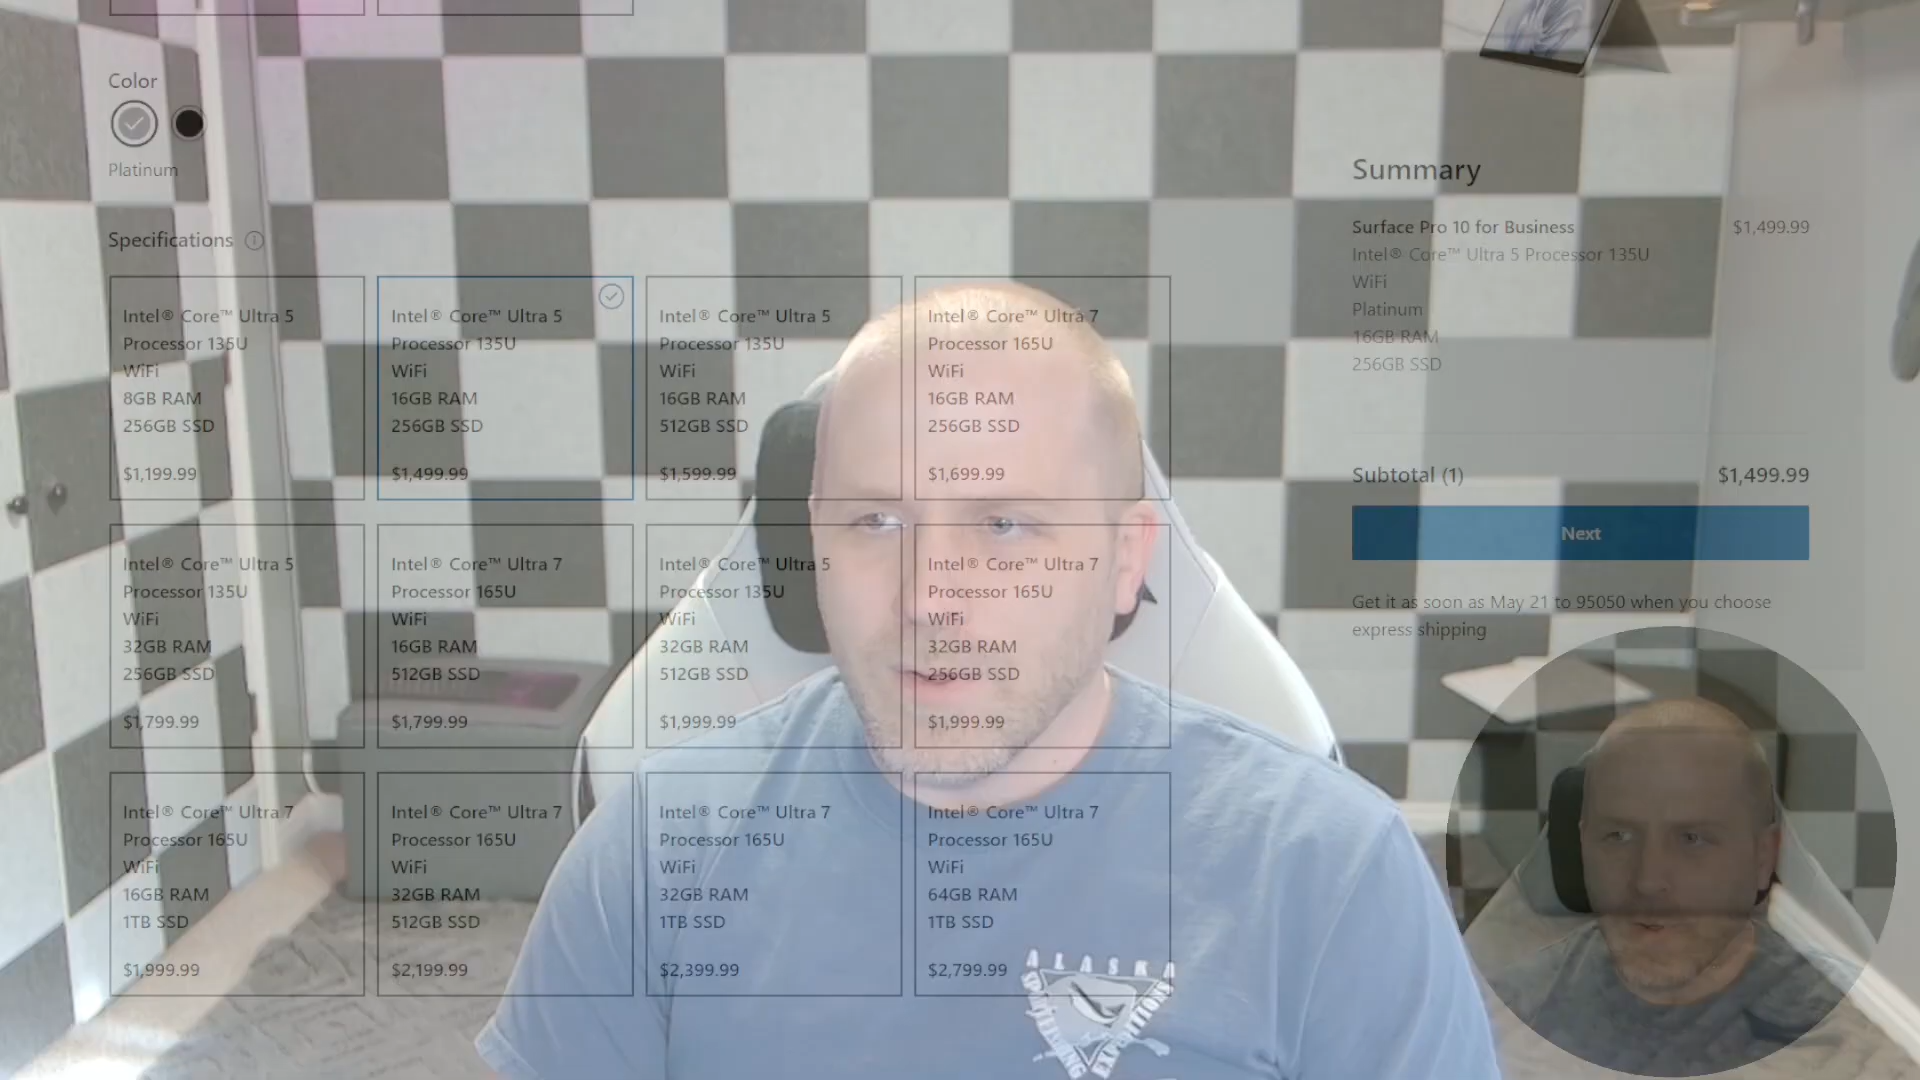 Color
Platinum
Specifications
Intel® Core™ Ultra 5
Processor 135U
WiFi
8GB RAM
256GB SSD
$1,199.99
Intel® Core™ Ultra 5
Processor 135U
WiFi
16GB RAM
256GB SSD
$1,499.99
Intel® Core™ Ultra 5
Processor 135U
WiFi
16GB RAM
512GB SSD
$1,599.99
Intel® Core™ Ultra 7
Processor 165U
WiFi
16GB RAM
256GB SSD
$1,699.99
Intel® Core™ Ultra 5
Processor 135U
WiFi
32GB RAM
256GB SSD
$1,799.99
Intel® Core™ Ultra 7
Processor 165U
WiFi
16GB RAM
512GB SSD
$1,799.99
Intel® Core™ Ultra 5
Processor 135U
WiFi
32GB RAM
512GB SSD
$1,999.99
Intel® Core™ Ultra 7
Processor 165U
WiFi
32GB RAM
256GB SSD
$1,999.99
Intel® Core™ Ultra 7
Processor 165U
WiFi
16GB RAM
1TB SSD
$1,999.99
Intel® Core™ Ultra 7
Processor 165U
WiFi
32GB RAM
512GB SSD
$2,199.99
Intel® Core™ Ultra 7
Processor 165U
WiFi
32GB RAM
1TB SSD
$2,399.99
Intel® Core™ Ultra 7
Processor 165U
WiFi
64GB RAM
1TB SSD
$2,799.99
Summary
Surface Pro 10 for Business $1,499.99
Intel® Core™ Ultra 5 Processor 135U
WiFi
Platinum
16GB RAM
256GB SSD
Subtotal (1) $1,499.99
Next
Get it as soon as May 21 to 95050 when you choose
express shipping
ALASKA